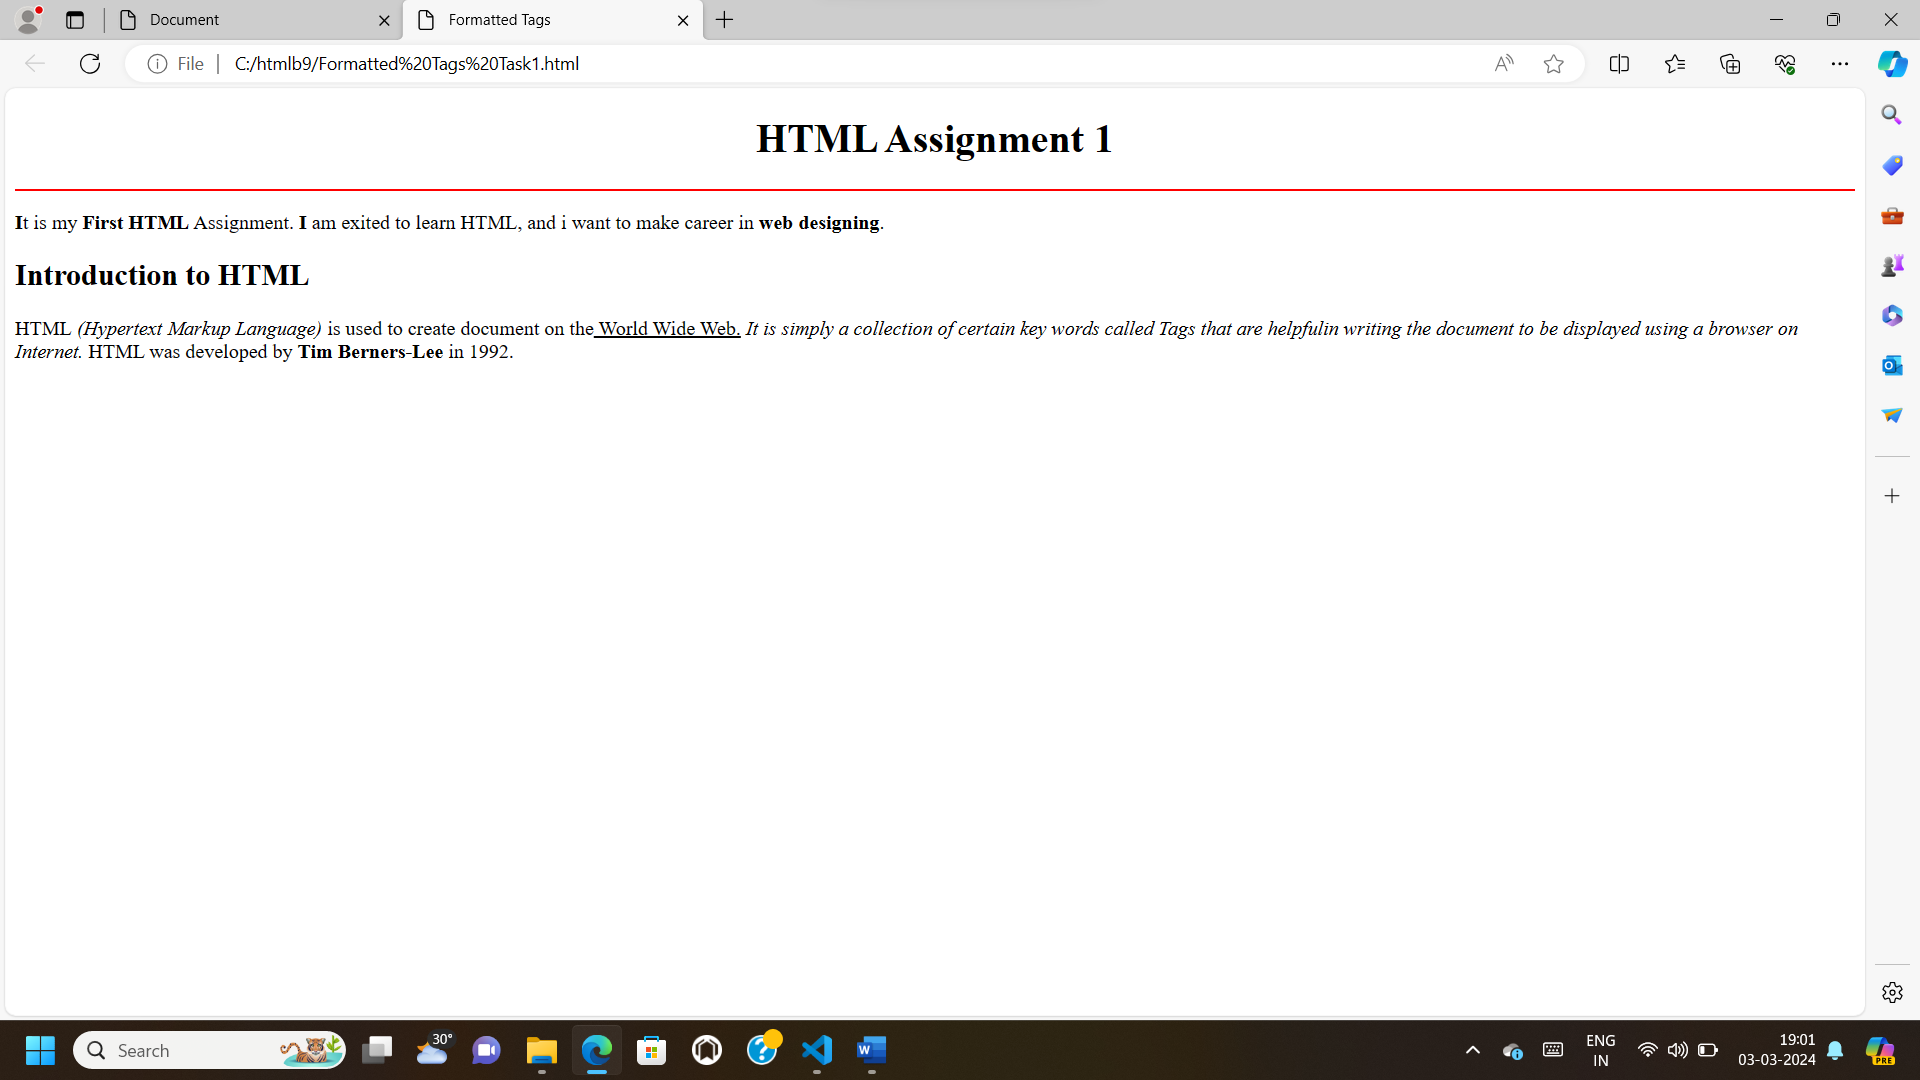 Document
Formatted Tags
File
C:/htmlb9/Formatted%20Tags%20Task1.html
HTML Assignment 1
It is my First HTML Assignment. I am exited to learn HTML, and i want to make career in web designing.
Introduction to HTML
HTML (Hypertext Markup Language) is used to create document on the World Wide Web. It is simply a collection of certain key words called Tags that are helpfulin writing the document to be displayed using a browser on
Internet. HTML was developed by Tim Berners-Lee in 1992.
Search
30°
ENG
IN
19:01
03-03-2024
PRE